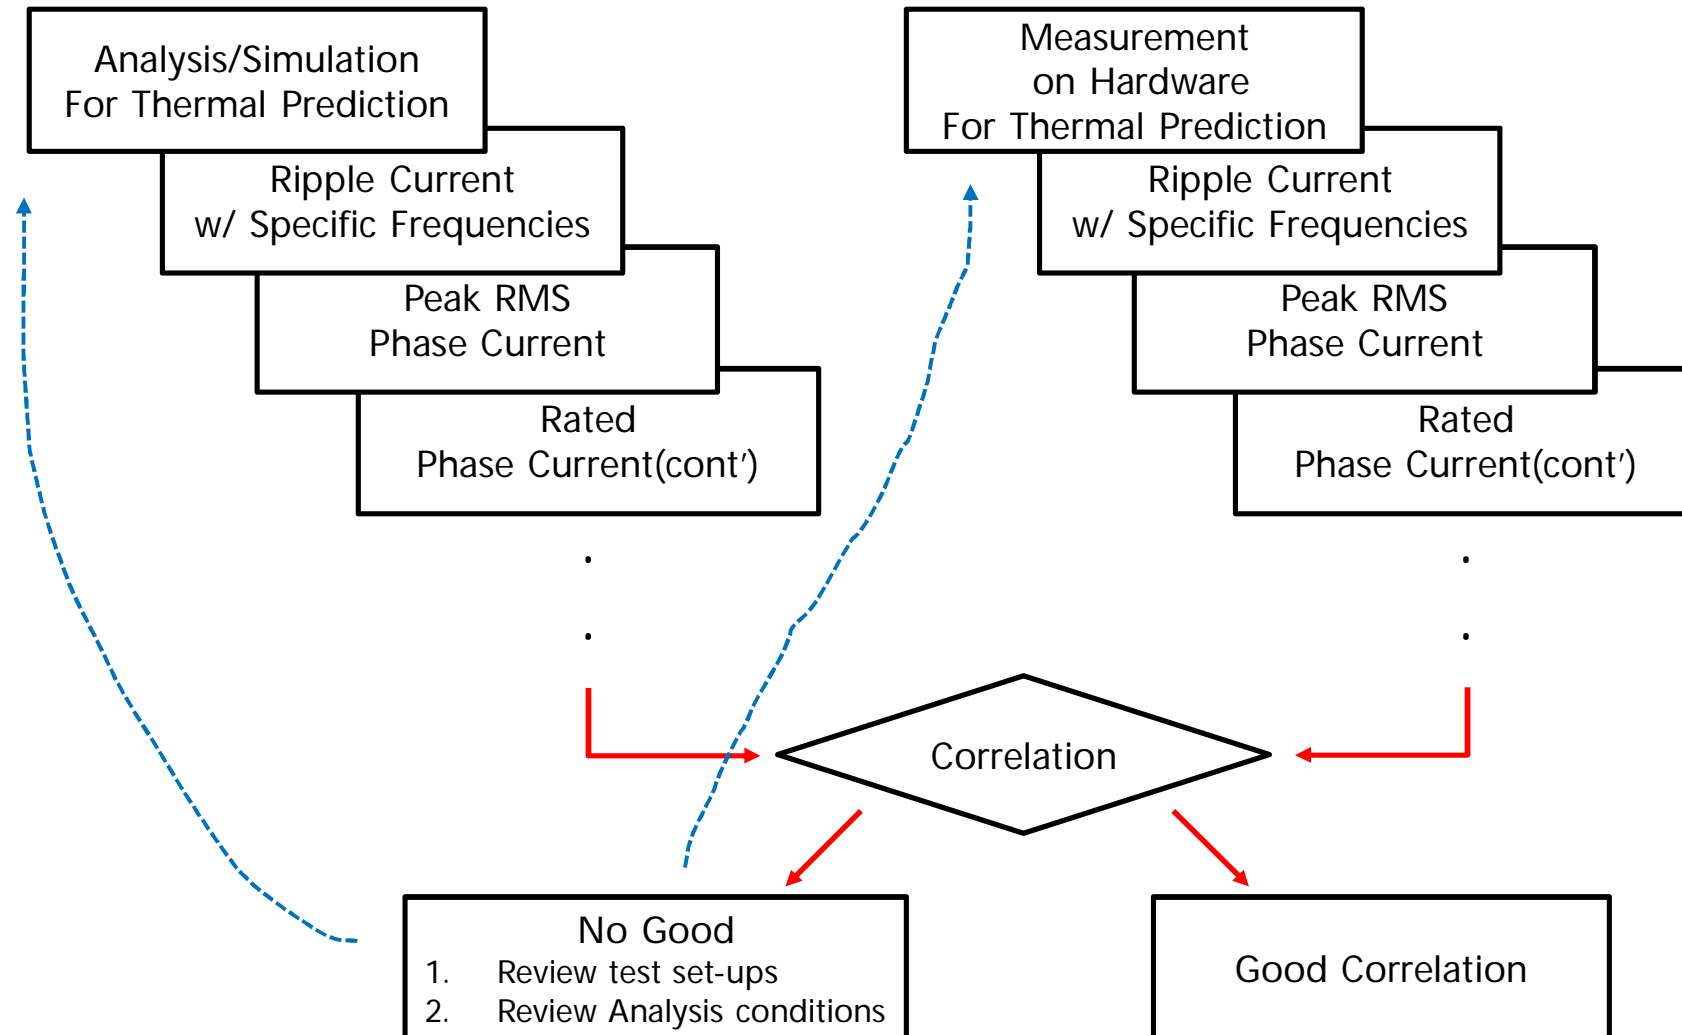 Analysis/Simulation
For Thermal Prediction
Ripple Current
w/ Specific Frequencies
Peak RMS
Phase Current
Rated
Phase Current(cont')
.
.
Measurement
on Hardware
For Thermal Prediction
Ripple Current
w/ Specific Frequencies
Peak RMS
Phase Current
Rated
Phase Current(cont')
.
.
Correlation
No Good
1. Review test set-ups
2. Review Analysis conditions
Good Correlation